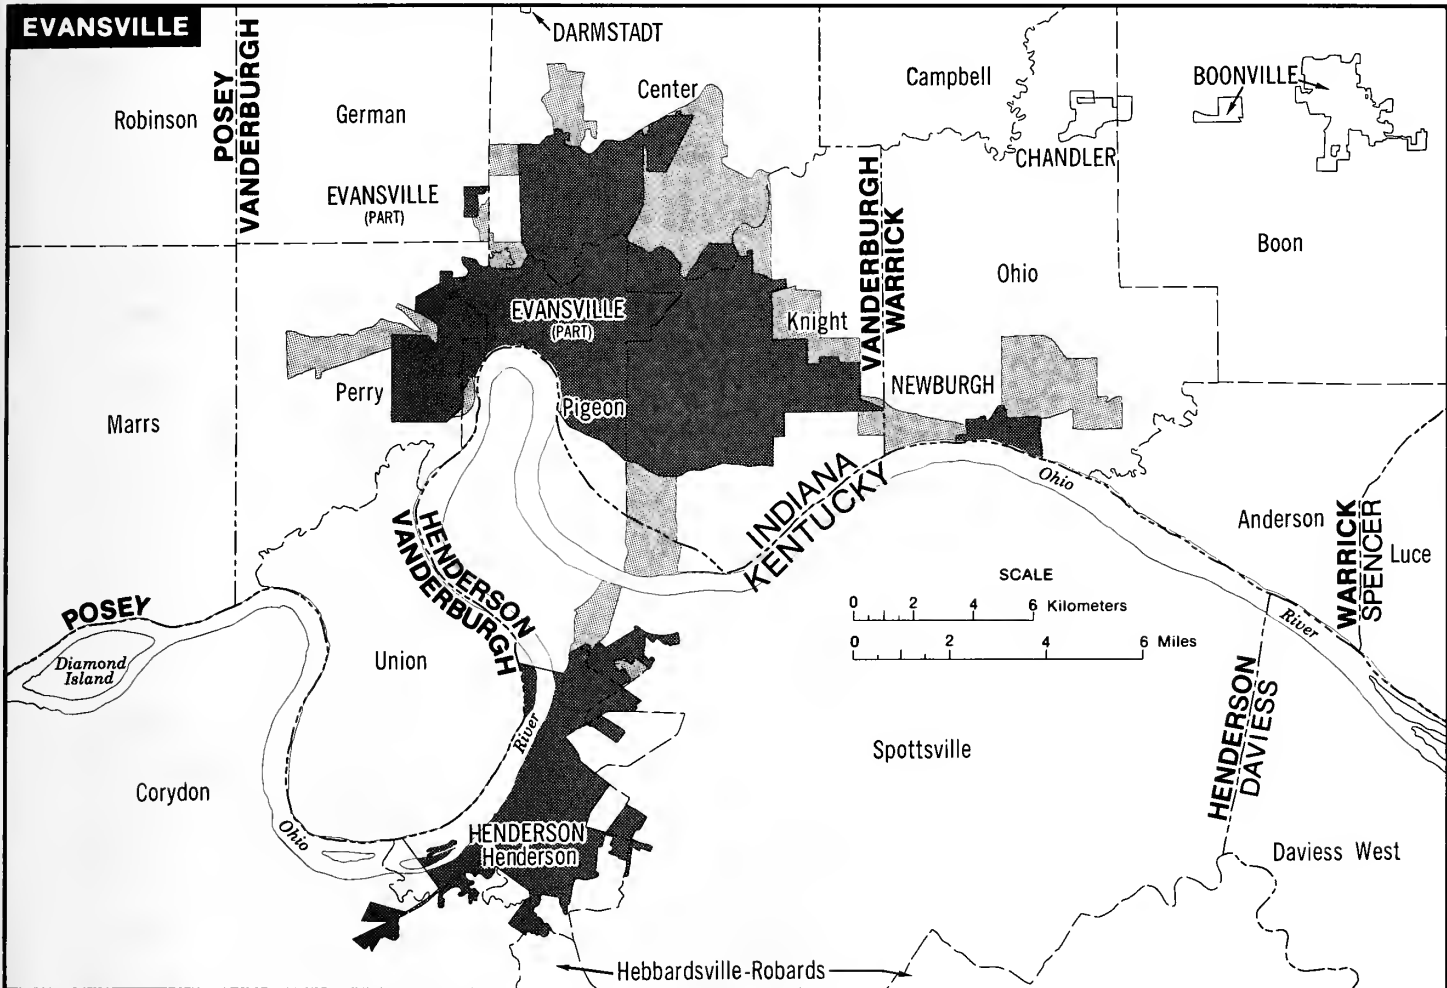 EVANSVILLE
DARMSTADT
Robinson
POSEY
VANDERBURGH
German
Center
Campbell
BOONVILLE
CHANDLER
EVANSVILLE
(PART)
VANDERBURGH
WARRICK
Boon
Ohio
EVANSVILLE
(PART)
Knight
Perry
Pigeon
NEWBURGH
Marrs
INDIANA
KENTUCKY
Ohio
River
Anderson
WARRICK
SPENCER
Luce
HENDERSON
VANDERBURGH
SCALE
0 2 4 6 Kilometers
0 2 4 6 Miles
POSEY
Diamond
Island
Union
River
Spottsville
HENDERSON
DAVIESS
Corydon
Ohio
HENDERSON
Henderson
Daviess West
Hebbardsville-Robards